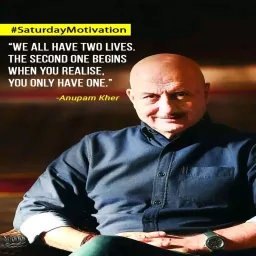 #SaturdayMotivation
"WE ALL HAVE TWO LIVES.
THE SECOND ONE BEGINS
WHEN YOU REALISE,
YOU ONLY HAVE ONE."
-Anupam Kher